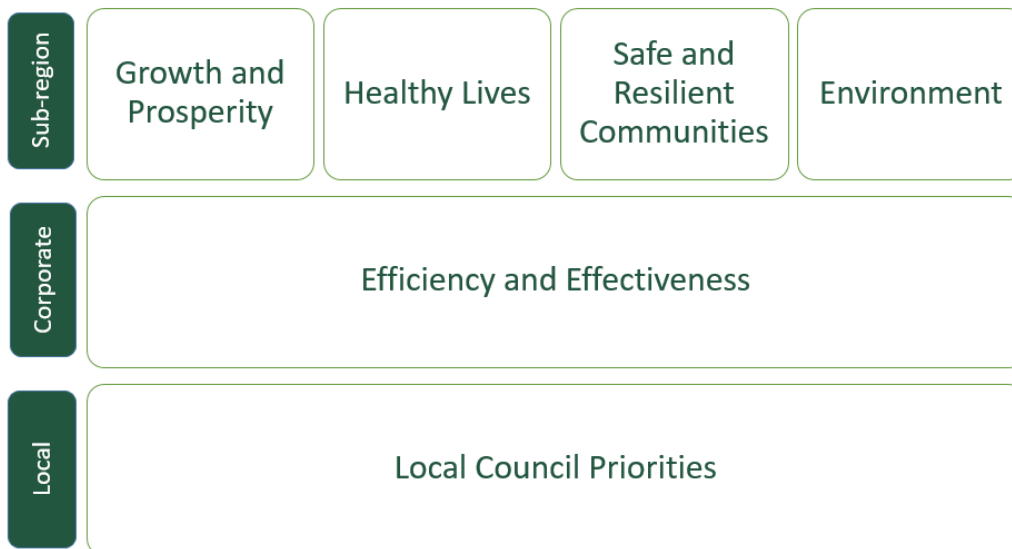 Sub-region
Growth and
Prosperity
Healthy Lives
Safe and
Resilient
Communities
Environment
Corporate
Efficiency and Effectiveness
Local
Local Council Priorities